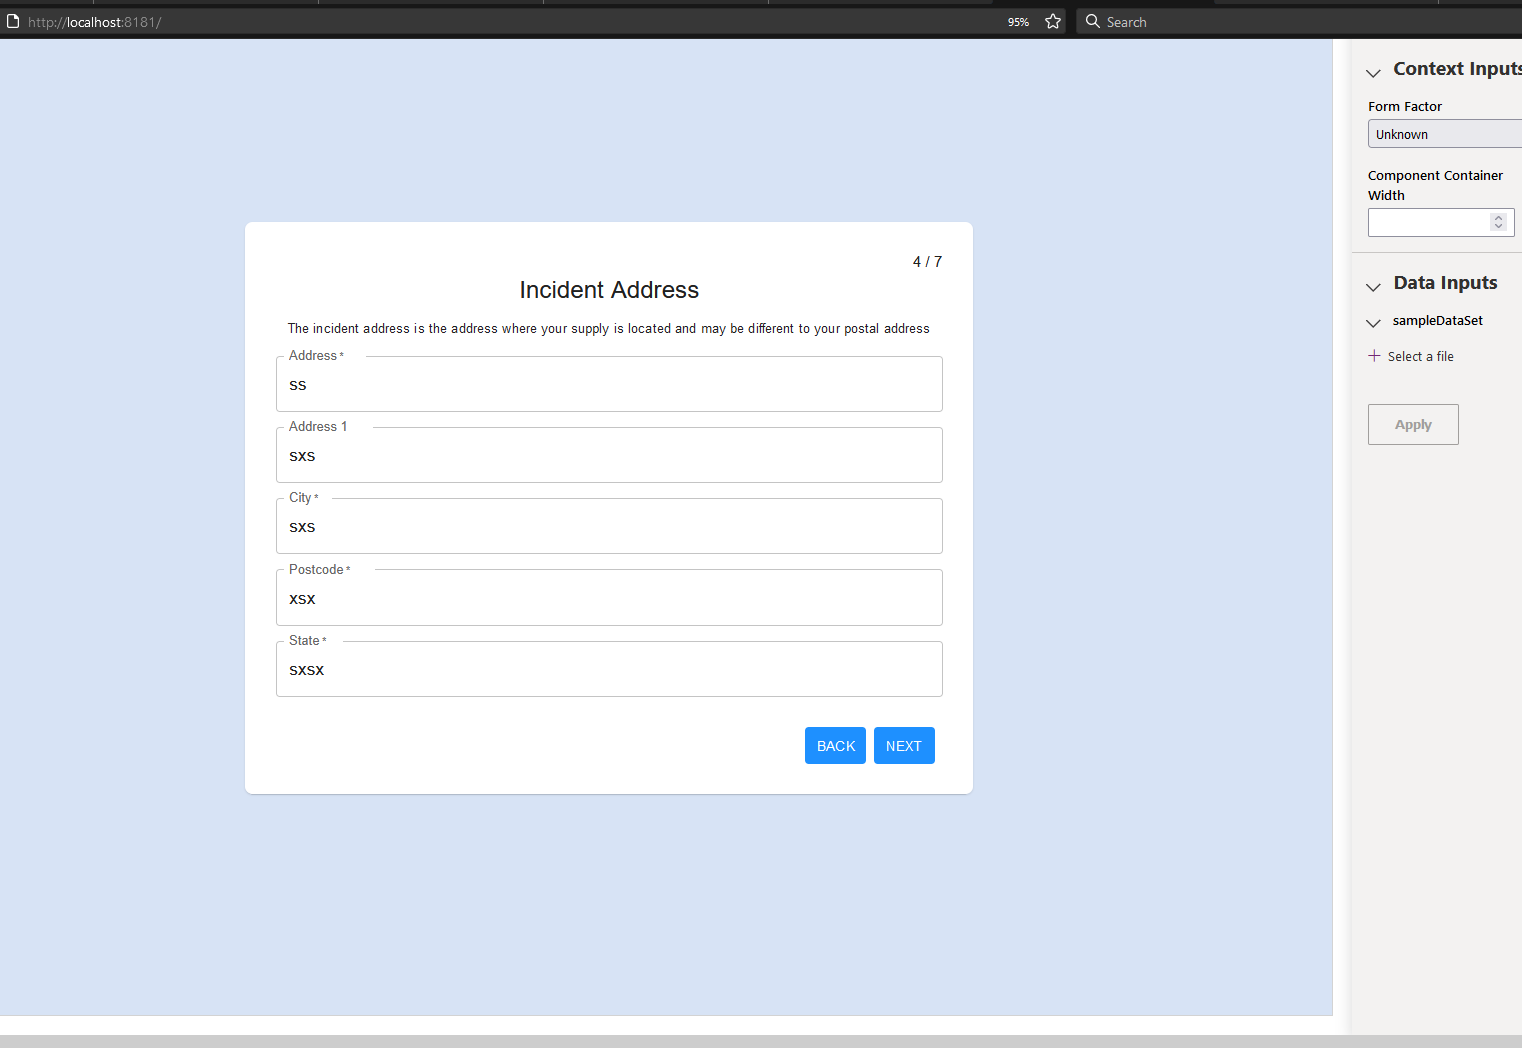 http://localhost:8181/
95%
Search
4 / 7
Incident Address
The incident address is the address where your supply is located and may be different to your postal address
Address *
ss
Address 1
sxs
City *
sxs
Postcode *
xsx
State *
sxsx
BACK
NEXT
Context Inputs
Form Factor
Unknown
Component Container
Width
Data Inputs
sampleDataSet
Select a file
Apply